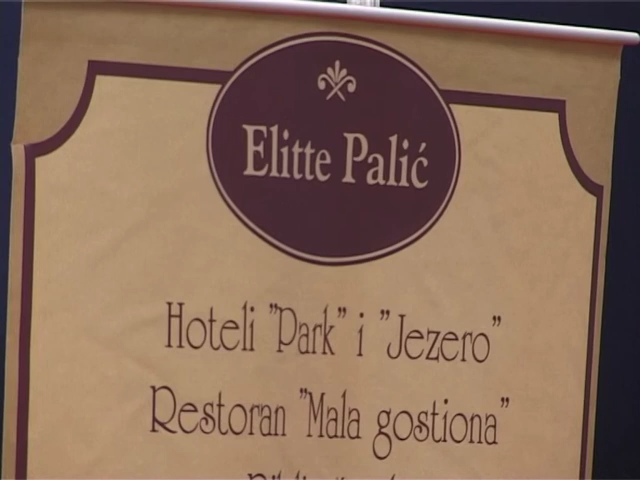 Elitte Palić
Hoteli "Park" i "Jezero"
Restoran "Mala gostiona"